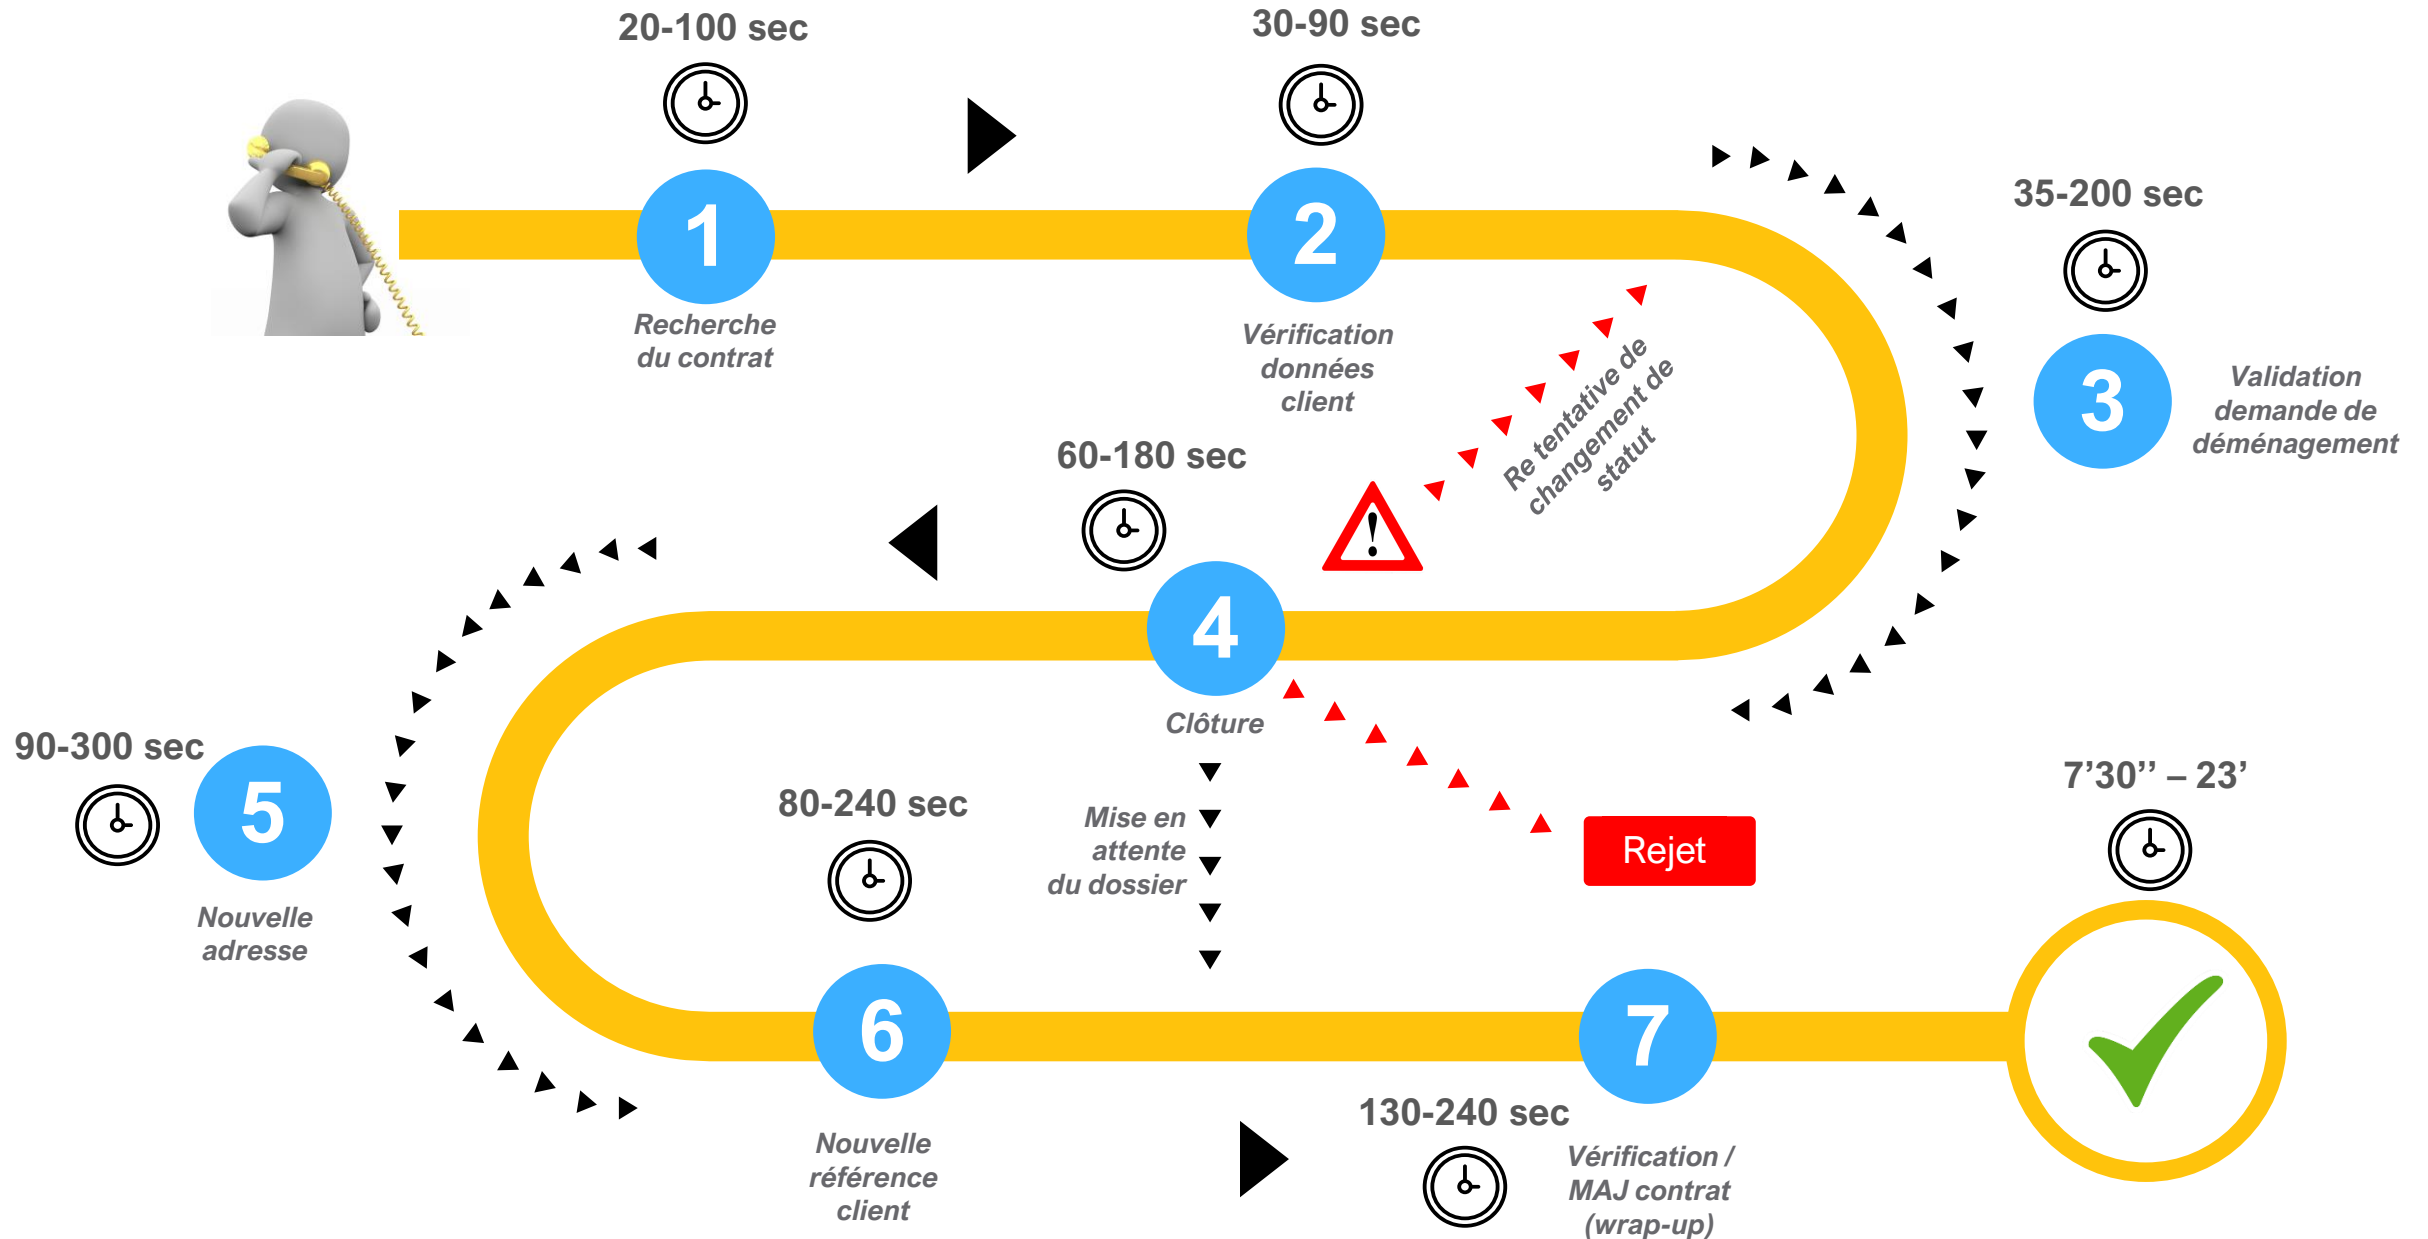 20-100 sec
30-90 sec
35-200 sec
1
2
Recherche
du contrat
Vérification
données
client
3
Validation
demande de
déménagement
Re tentative de
changement de
statut
60-180 sec
!
4
Clôture
90-300 sec
5
Nouvelle
adresse
80-240 sec
Mise en
attente
du dossier
Rejet
7’30’’ – 23’
6
Nouvelle
référence
client
7
130-240 sec
Vérification /
MAJ contrat
(wrap-up)